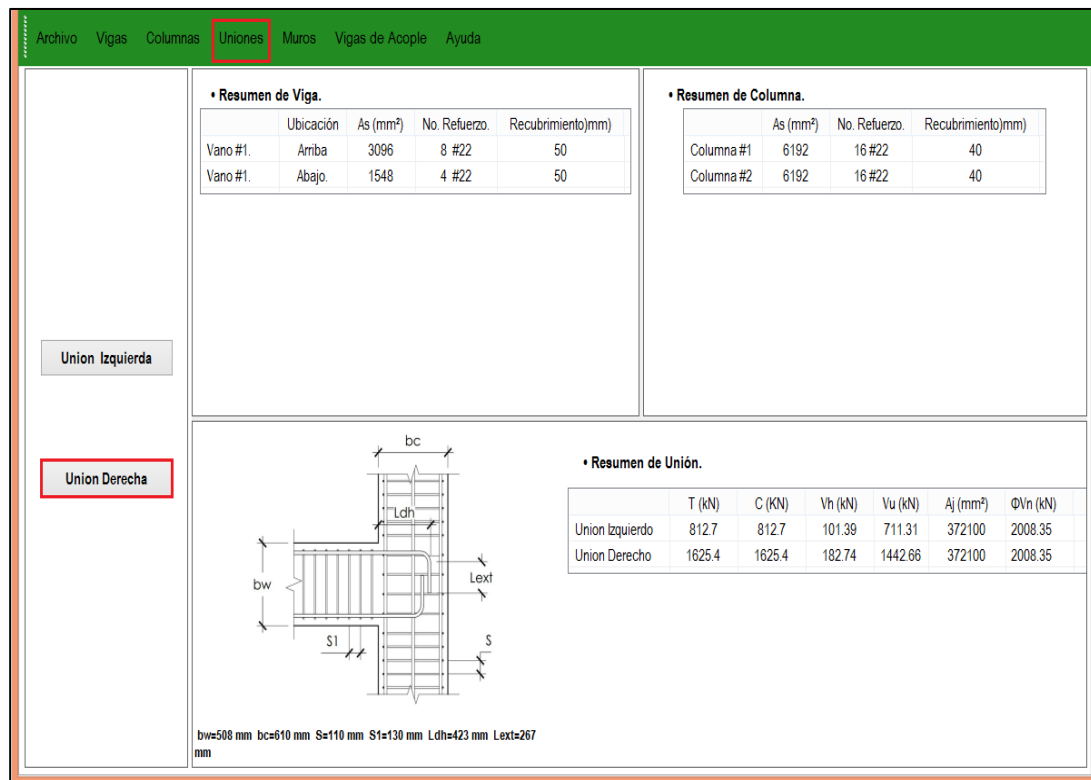 Archivo Vigas Columnas Uniones Muros Vigas de Acople Ayuda
• Resumen de Viga.
Ubicación As (mm²) No. Refuerzo. Recubrimiento)mm)
Vano #1. Arriba 3096 8 #22 50
Vano #1. Abajo. 1548 4 #22 50
• Resumen de Columna.
As (mm²) No. Refuerzo. Recubrimiento)mm)
Columna #1 6192 16 #22 40
Columna #2 6192 16 #22 40
Union Izquierda
Union Derecha
bc
Ldh
bw
Lext
S1
S
bw=508 mm bc=610 mm S=110 mm S1=130 mm Ldh=423 mm Lext=267
mm
• Resumen de Unión.
T (kN) C (KN) Vh (kN) Vu (kN) Aj (mm²) ΦVn (kN)
Union Izquierdo 812.7 812.7 101.39 711.31 372100 2008.35
Union Derecho 1625.4 1625.4 182.74 1442.66 372100 2008.35